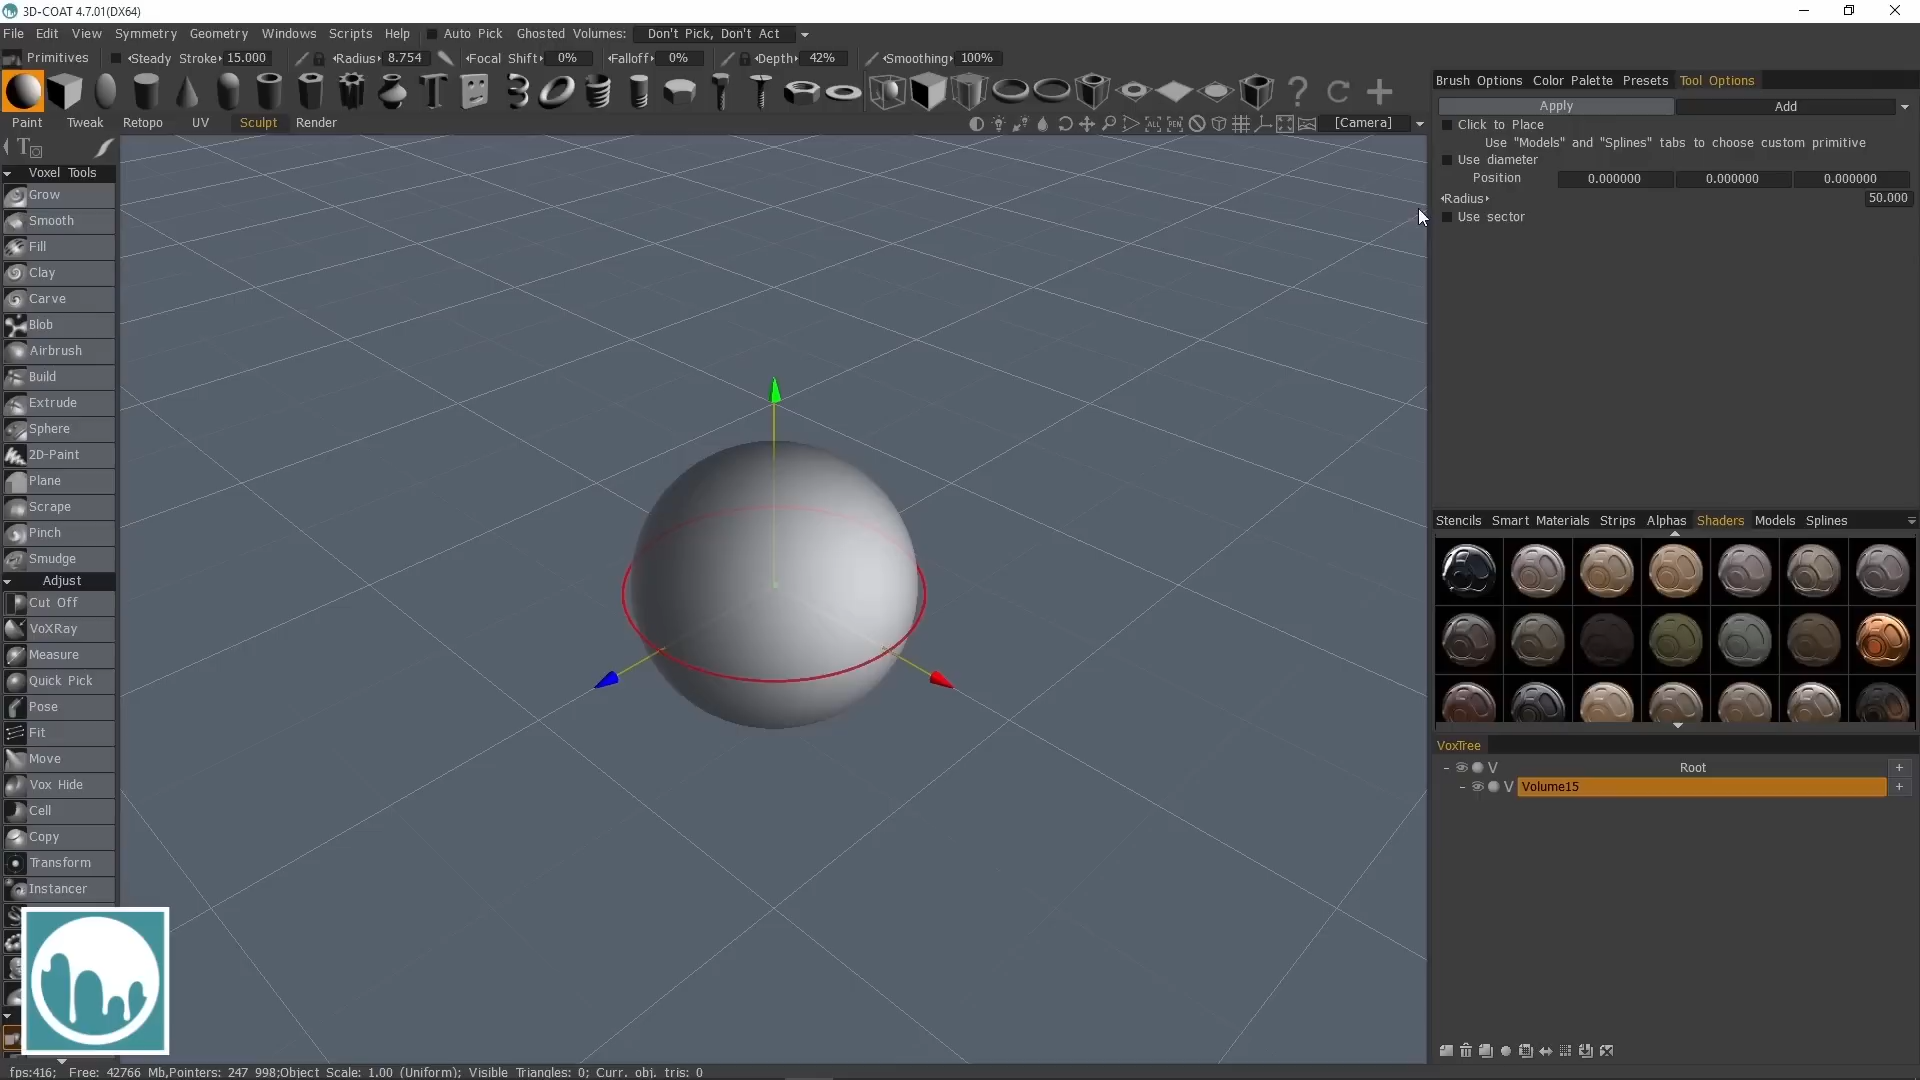 3D-COAT 4.7.01(DX64)
File Edit View Symmetry Geometry Windows Scripts Help Auto Pick Ghosted Volumes: Don't Pick, Don't Act
Primitives Steady Stroke 15.000 Radius 8.754 Focal Shift 0% Falloff 0% Depth 42% Smoothing 100%
Paint Tweak Retopo UV Sculpt Render [Camera]
Voxel Tools
Grow
Smooth
Fill
Clay
Carve
Blob
Airbrush
Build
Extrude
Sphere
2D-Paint
Plane
Scrape
Pinch
Smudge
Adjust
Cut Off
VoXRay
Measure
Quick Pick
Pose
Fit
Move
Vox Hide
Cell
Copy
Transform
Instancer
Brush Options Color Palette Presets Tool Options
Apply Add
Click to Place
Use "Models" and "Splines" tabs to choose custom primitive
Use diameter
Position 0.000000 0.000000 0.000000
Radius 50.000
Use sector
Stencils Smart Materials Strips Alphas Shaders Models Splines
VoxTree
V Root +
V Volume15 +
fps:416; Free: 42766 Mb,Pointers: 247 998;Object Scale: 1.00 (Uniform); Visible Triangles: 0; Curr. obj. tris: 0